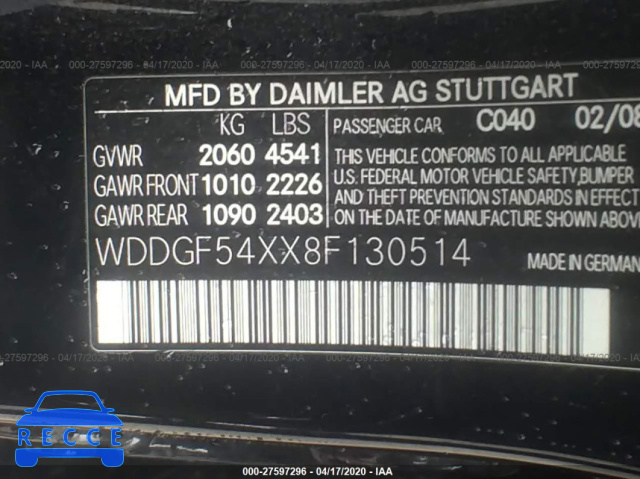 000-27597296 - 04/17/2020 - IAA
MFD BY DAIMLER AG STUTTGART
KG LBS
PASSENGER CAR C040 02/08
GVWR 2060 4541
GAWR FRONT 1010 2226
GAWR REAR 1090 2403
THIS VEHICLE CONFORMS TO ALL APPLICABLE
U.S. FEDERAL MOTOR VEHICLE SAFETY,BUMPER
AND THEFT PREVENTION STANDARDS IN EFFECT
ON THE DATE OF MANUFACTURE SHOWN ABOVE
WDDGF54XX8F130514
MADE IN GERMAN
RECCE
000-27597296 - 04/17/2020 - IAA